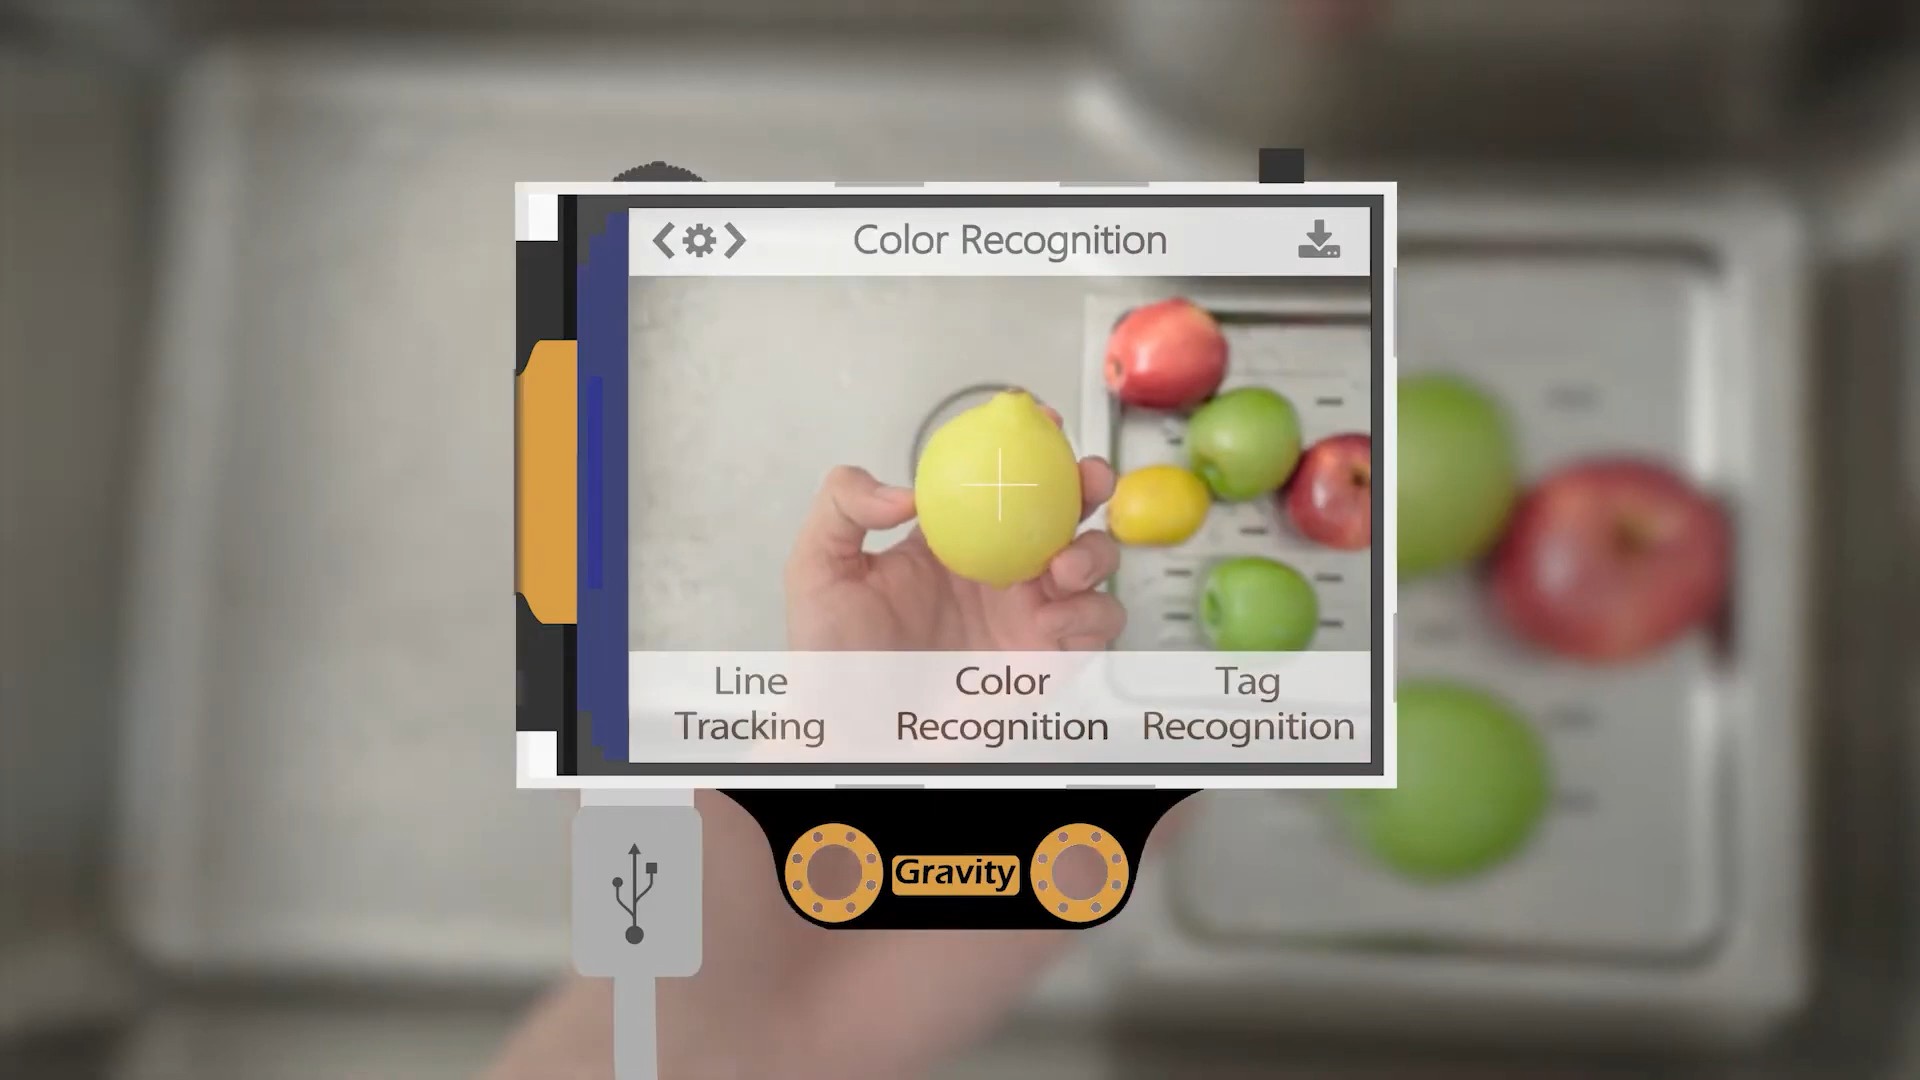 Color Recognition
Line
Tracking
Color
Recognition
Tag
Recognition
Gravity